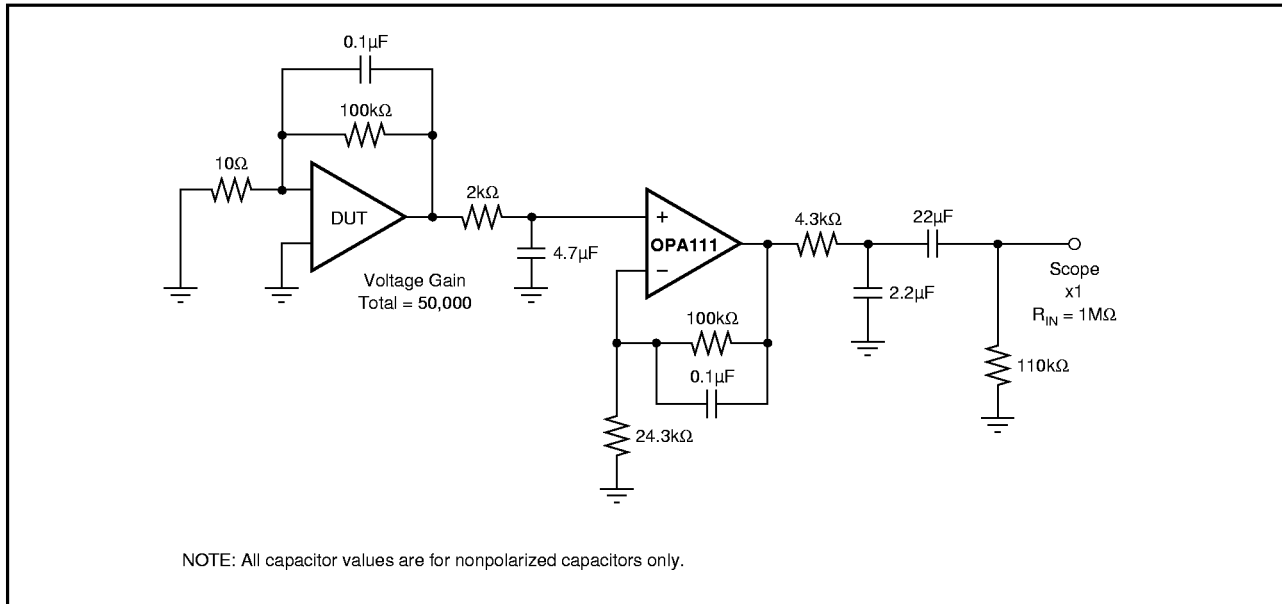 0.1µF
100kΩ
10Ω
DUT
2kΩ
4.7µF
Voltage Gain
Total = 50,000
+
OPA111
−
100kΩ
0.1µF
24.3kΩ
4.3kΩ
2.2µF
22µF
Scope
x1
RIN = 1MΩ
110kΩ
NOTE: All capacitor values are for nonpolarized capacitors only.